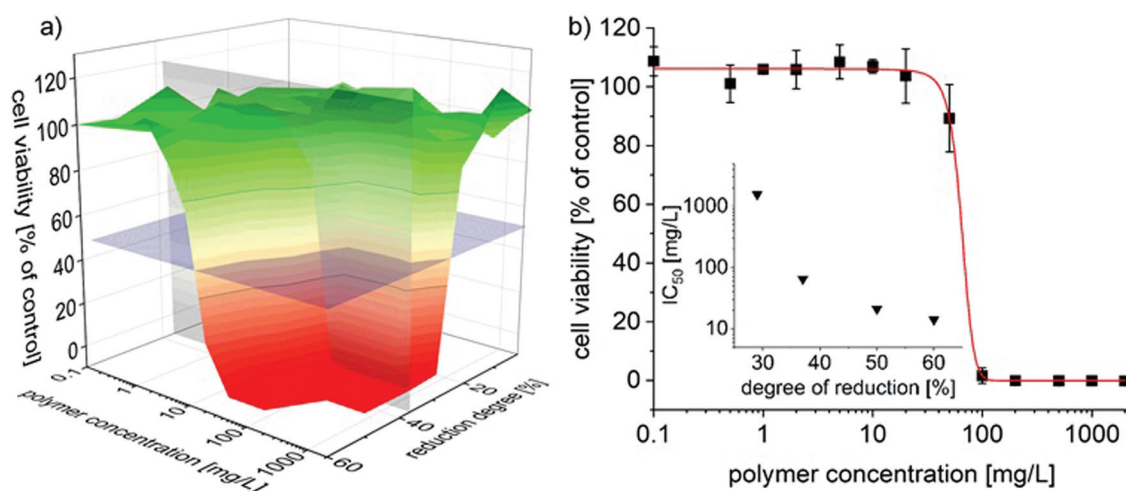 a)
cell viability [% of control]
120
100
80
60
40
20
0
0.1
1
10
100
1000
polymer concentration [mg/L]
60
40
20
reduction degree [%]
b)
cell viability [% of control]
120
100
80
60
40
20
0
IC50 [mg/L]
1000
100
10
30 40 50 60
degree of reduction [%]
0.1 1 10 100 1000
polymer concentration [mg/L]